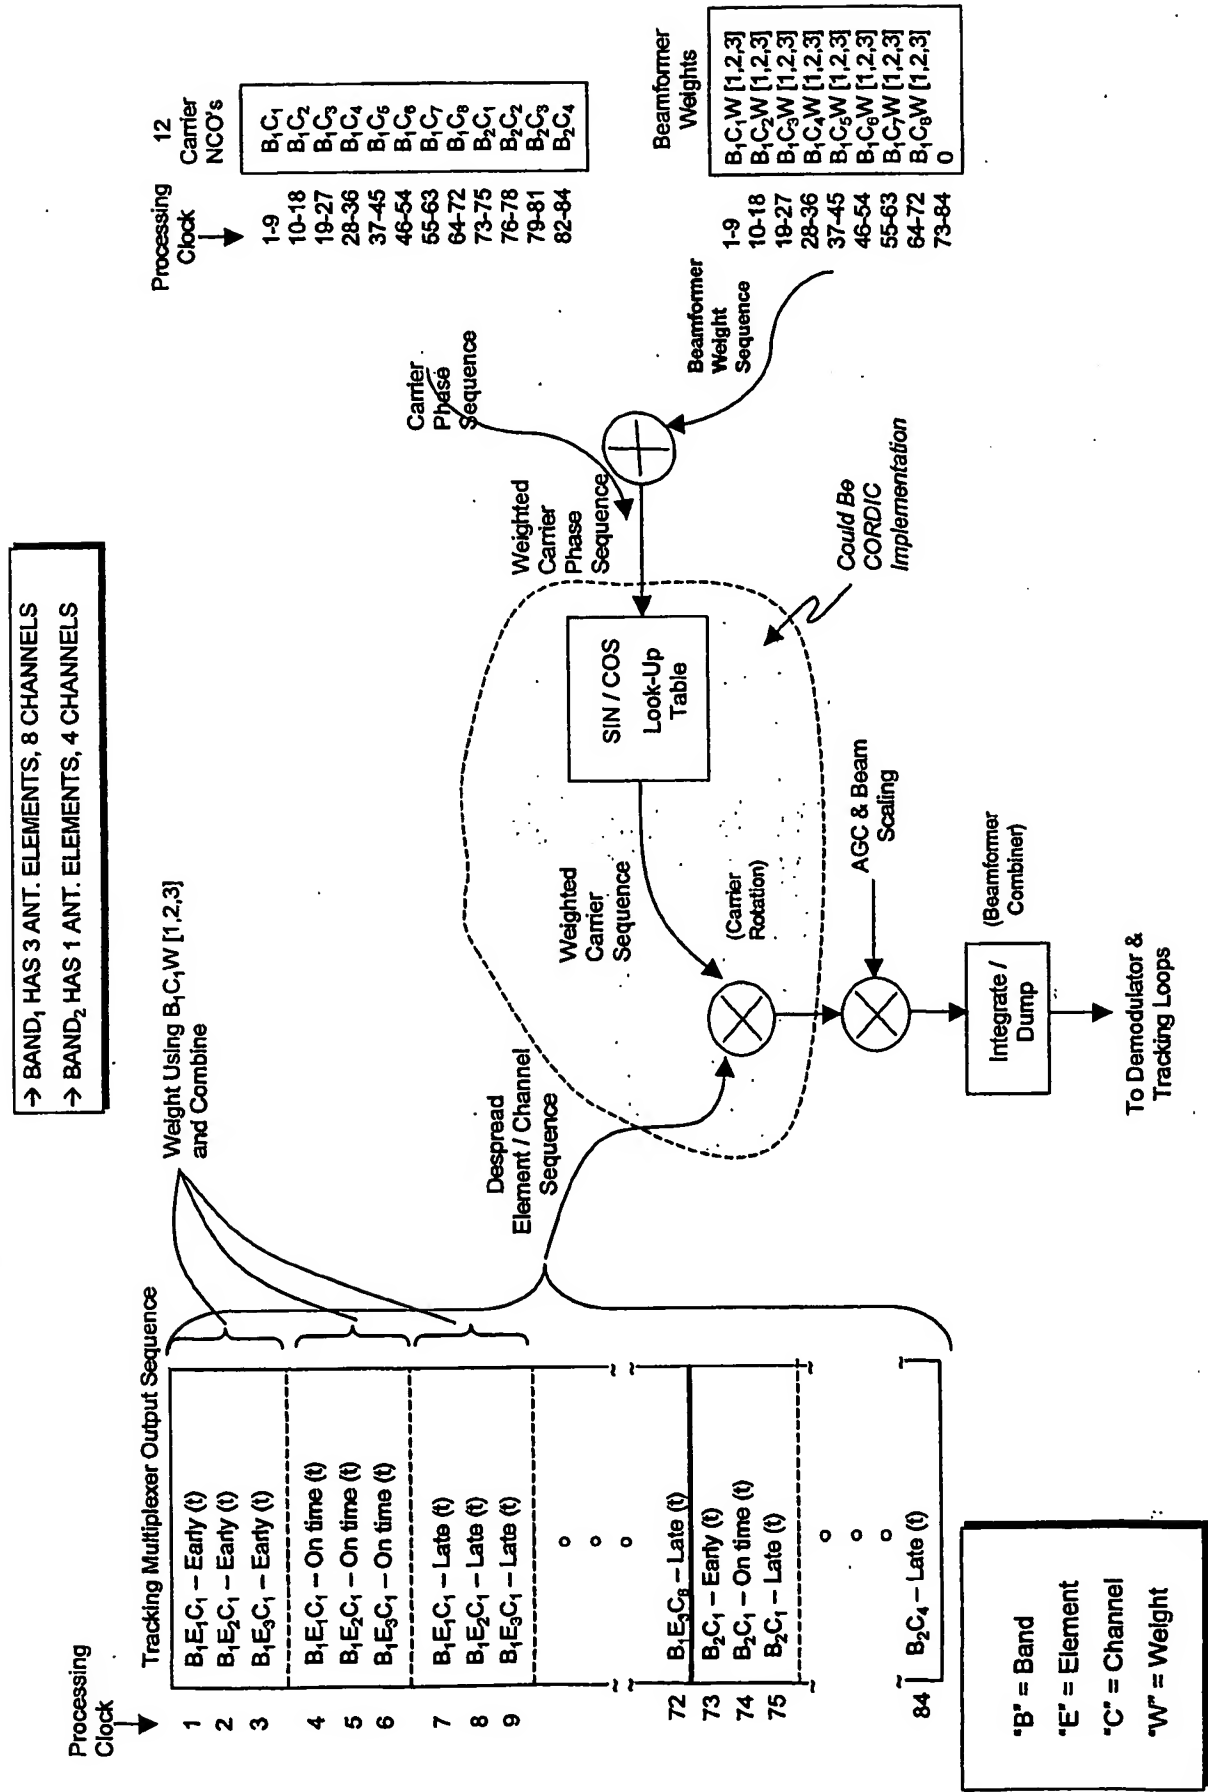 → BAND₁ HAS 3 ANT. ELEMENTS, 8 CHANNELS
→ BAND₂ HAS 1 ANT. ELEMENTS, 4 CHANNELS
Processing
Clock
Tracking Multiplexer Output Sequence
1 B₁E₁C₁ – Early (t)
2 B₁E₂C₁ – Early (t)
3 B₁E₃C₁ – Early (t)
4 B₁E₁C₁ – On time (t)
5 B₁E₂C₁ – On time (t)
6 B₁E₃C₁ – On time (t)
7 B₁E₁C₁ – Late (t)
8 B₁E₂C₁ – Late (t)
9 B₁E₃C₁ – Late (t)
72 B₁E₃C₈ – Late (t)
73 B₂C₁ – Early (t)
74 B₂C₁ – On time (t)
75 B₂C₁ – Late (t)
84 B₂C₄ – Late (t)
Weight Using B₁C₁W [1,2,3]
and Combine
Despread
Element / Channel
Sequence
Weighted
Carrier
Sequence
(Carrier
Rotation)
SIN / COS
Look-Up
Table
Weighted
Carrier
Phase
Sequence
Carrier
Phase
Sequence
Beamformer
Weight
Sequence
Could Be
CORDIC
Implementation
AGC & Beam
Scaling
Integrate /
Dump
(Beamformer
Combiner)
To Demodulator &
Tracking Loops
Processing
Clock
12
Carrier
NCO's
1-9 B₁C₁
10-18 B₁C₂
19-27 B₁C₃
28-36 B₁C₄
37-45 B₁C₅
46-54 B₁C₆
55-63 B₁C₇
64-72 B₁C₈
73-75 B₂C₁
76-78 B₂C₂
79-81 B₂C₃
82-84 B₂C₄
Beamformer
Weights
1-9 B₁C₁W [1,2,3]
10-18 B₁C₂W [1,2,3]
19-27 B₁C₃W [1,2,3]
28-36 B₁C₄W [1,2,3]
37-45 B₁C₅W [1,2,3]
46-54 B₁C₆W [1,2,3]
55-63 B₁C₇W [1,2,3]
64-72 B₁C₈W [1,2,3]
73-84 0
"B" = Band
"E" = Element
"C" = Channel
"W" = Weight